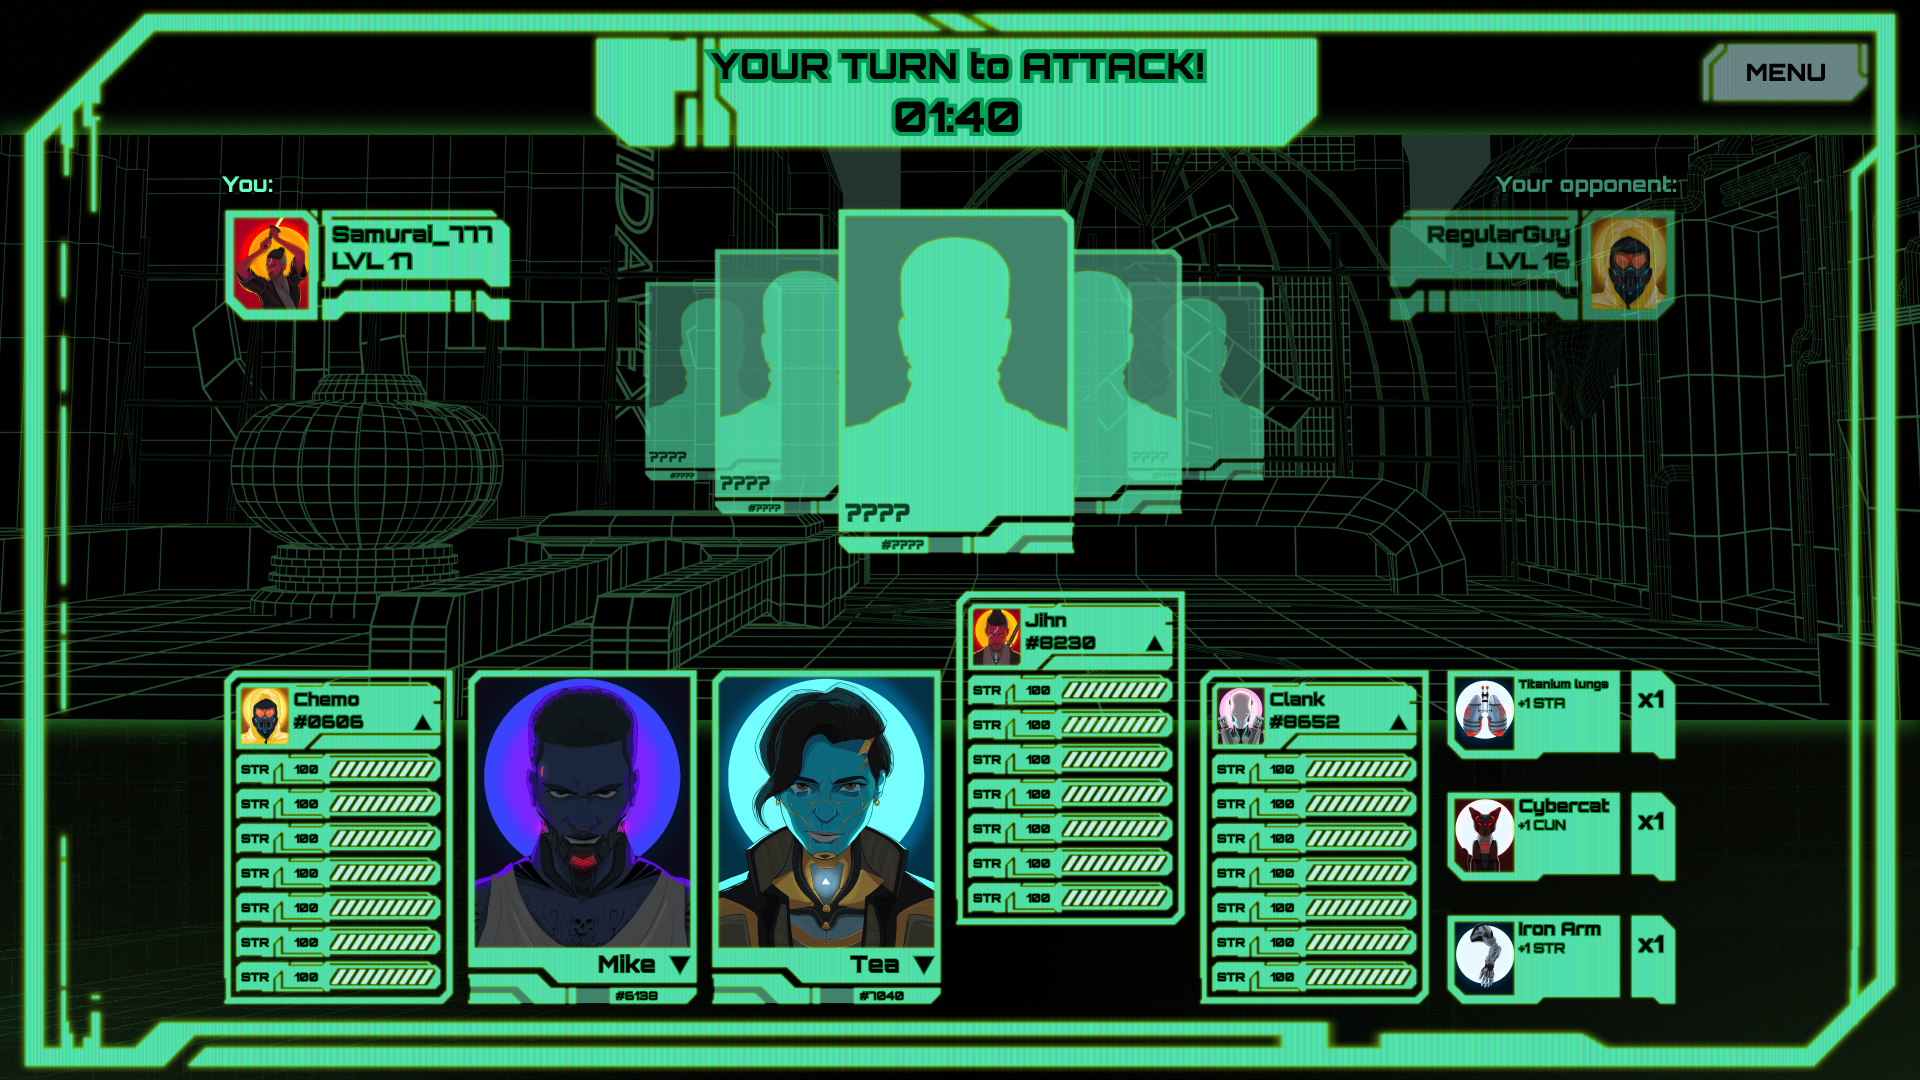 YOUR TURN to ATTACK!
01:40
MENU
You:
Samurai_777
LVL 17
Your opponent:
RegularGuy
LVL 16
????
#????
????
#????
????
#????
????
Chemo
#0606
STR 100
STR 100
STR 100
STR 100
STR 100
STR 100
STR 100
Mike
#6138
Tea
#7040
Jihn
#8230
STR 100
STR 100
STR 100
STR 100
STR 100
STR 100
STR 100
Clank
#8652
STR 100
STR 100
STR 100
STR 100
STR 100
STR 100
STR 100
Titanium lungs
+1 STA
x1
Cybercat
+1 CUN
x1
Iron Arm
+1 STR
x1